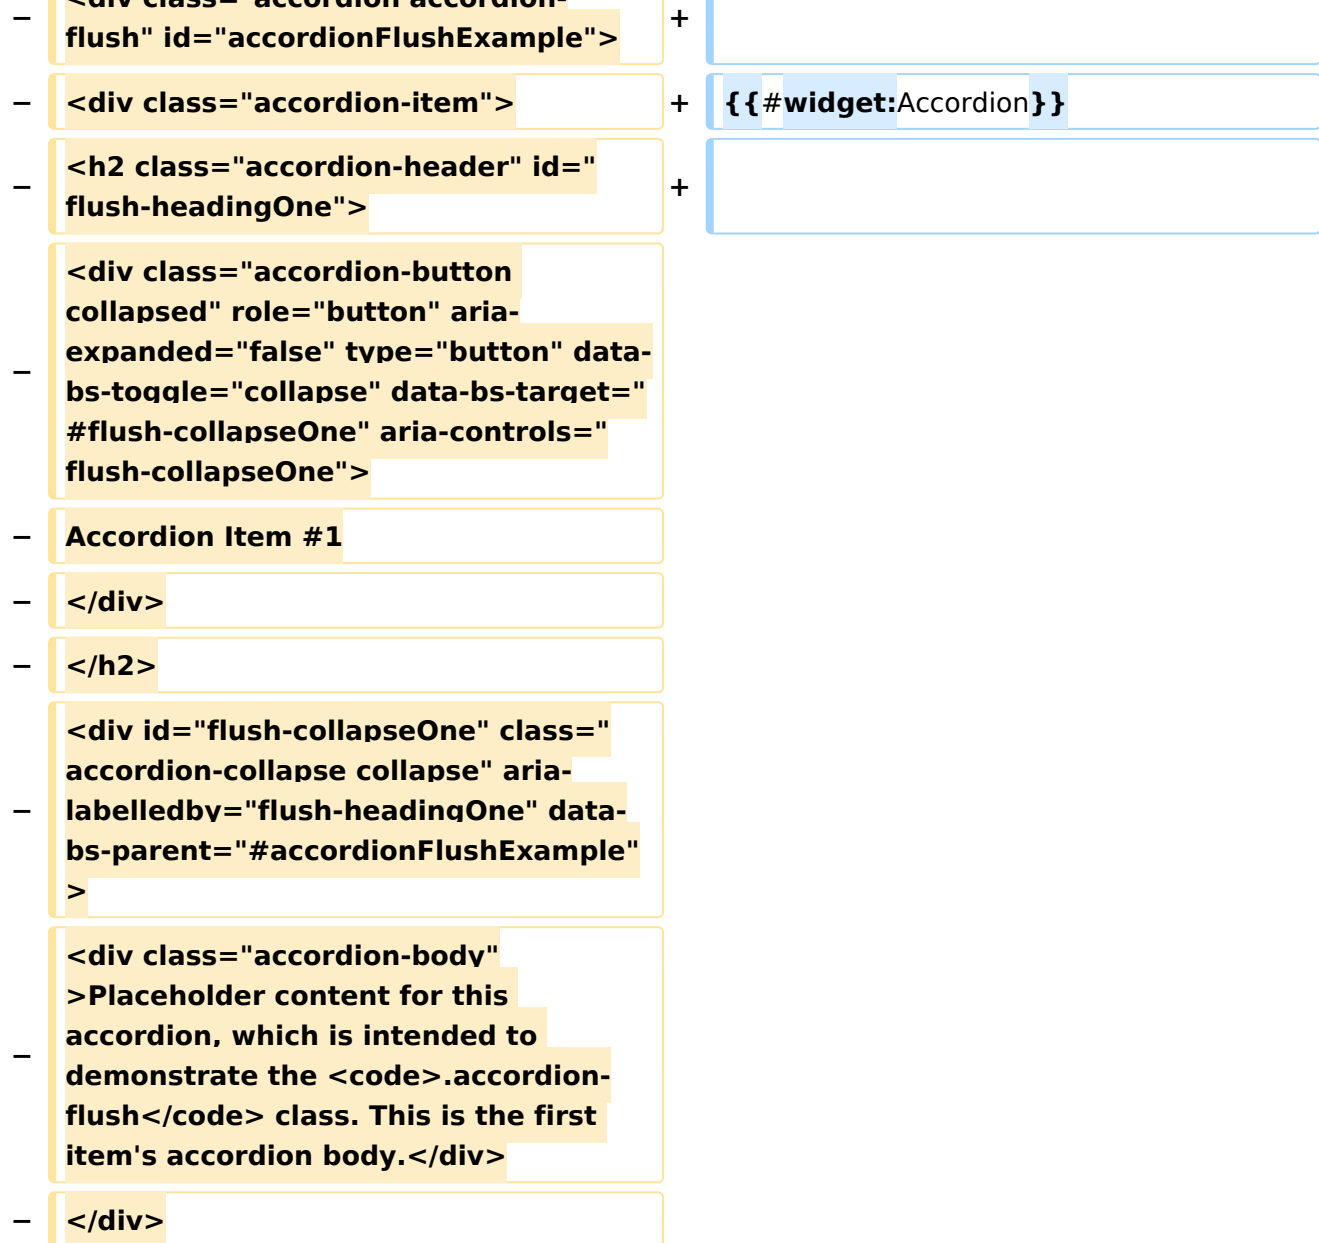 − <div class="accordion accordion- +
flush" id="accordionFlushExample">
− <div class="accordion-item"> + {{#widget:Accordion}}
<h2 class="accordion-header" id="
− +
flush-headingOne">
<div class="accordion-button
collapsed" role="button" aria-
expanded="false" type="button" data-
−
bs-toggle="collapse" data-bs-target="
#flush-collapseOne" aria-controls="
flush-collapseOne">
− Accordion Item #1
− </div>
− </h2>
<div id="flush-collapseOne" class="
accordion-collapse collapse" aria-
− labelledby="flush-headingOne" data-
bs-parent="#accordionFlushExample"
>
<div class="accordion-body"
>Placeholder content for this
accordion, which is intended to
−
demonstrate the <code>.accordion-
flush</code> class. This is the first
item's accordion body.</div>
− </div>